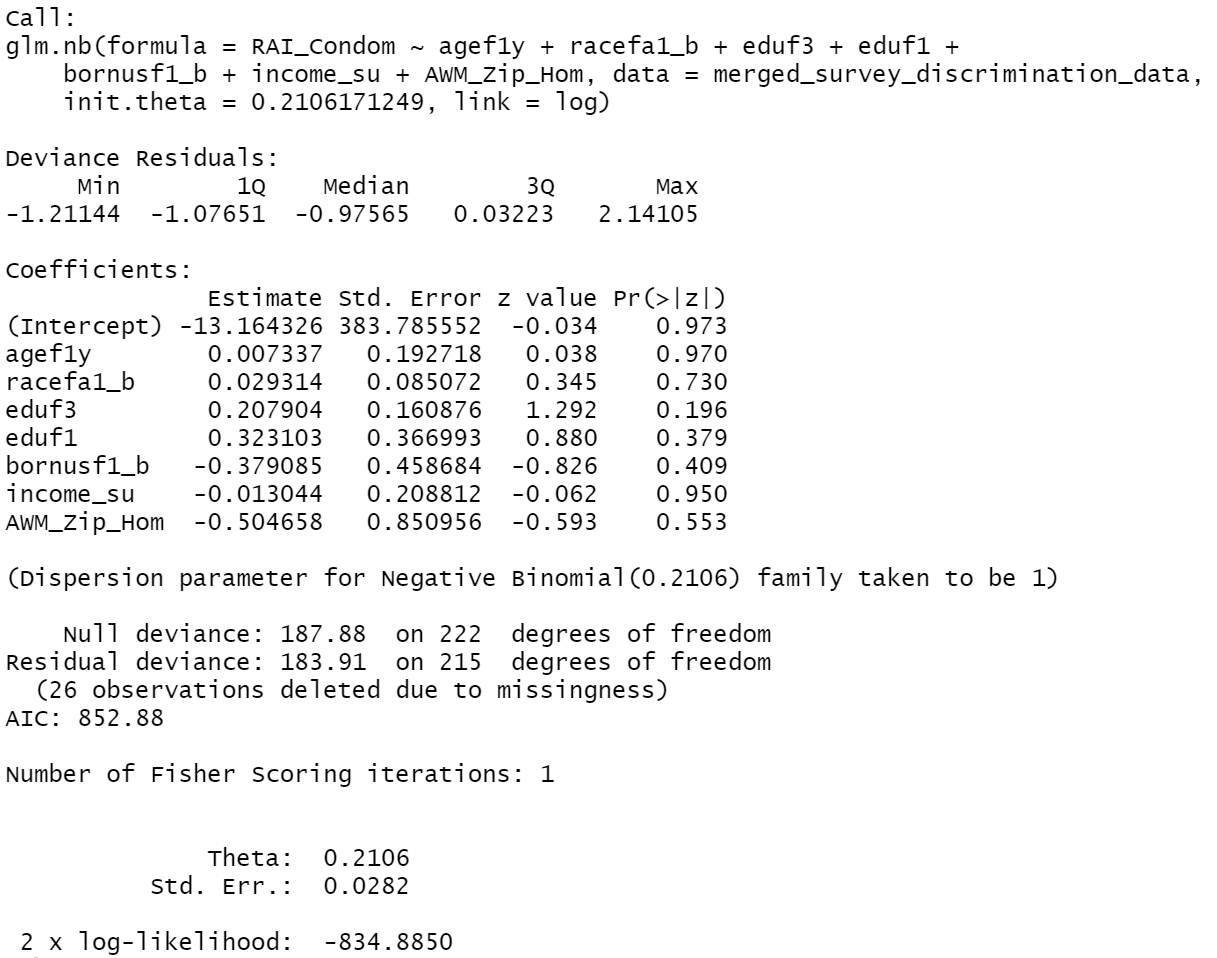 Call:
glm.nb(formula = RAI_Condom ~ agef1y + racefa1_b + eduf3 + eduf1 +
    bornusf1_b + income_su + AWM_Zip_Hom, data = merged_survey_discrimination_data,
    init.theta = 0.2106171249, link = log)

Deviance Residuals:
     Min        1Q    Median        3Q       Max
-1.21144  -1.07651  -0.97565   0.03223   2.14105

Coefficients:
              Estimate Std. Error z value Pr(>|z|)
(Intercept) -13.164326 383.785552  -0.034    0.973
agef1y        0.007337   0.192718   0.038    0.970
racefa1_b     0.029314   0.085072   0.345    0.730
eduf3         0.207904   0.160876   1.292    0.196
eduf1         0.323103   0.366993   0.880    0.379
bornusf1_b   -0.379085   0.458684  -0.826    0.409
income_su    -0.013044   0.208812  -0.062    0.950
AWM_Zip_Hom  -0.504658   0.850956  -0.593    0.553

(Dispersion parameter for Negative Binomial(0.2106) family taken to be 1)

    Null deviance: 187.88  on 222  degrees of freedom
Residual deviance: 183.91  on 215  degrees of freedom
  (26 observations deleted due to missingness)
AIC: 852.88

Number of Fisher Scoring iterations: 1


              Theta:  0.2106
          Std. Err.:  0.0282

 2 x log-likelihood:  -834.8850